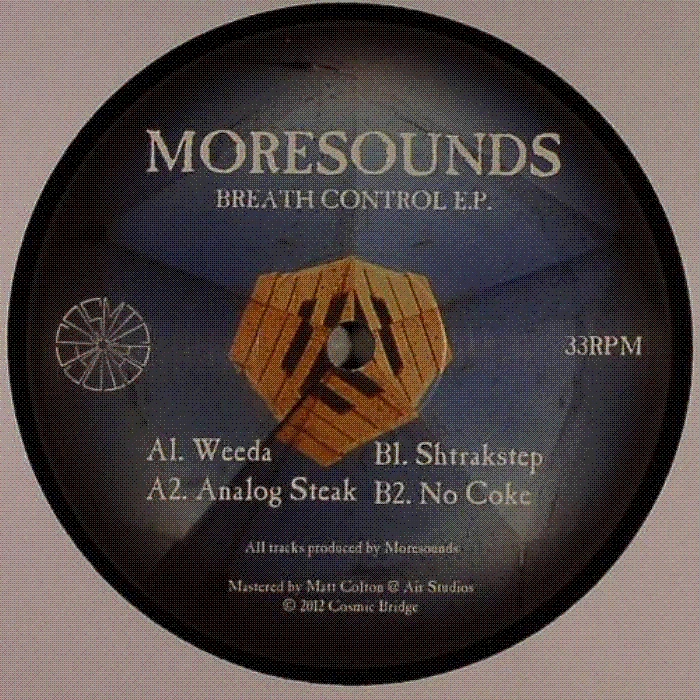 MORESOUNDS
BREATH CONTROL E.P.
33RPM
A1. Weeda
A2. Analog Steak
B1. Shtrakstep
B2. No Coke
All tracks produced by Moresounds
Mastered by Matt Colton @ Air Studios
© 2012 Cosmic Bridge